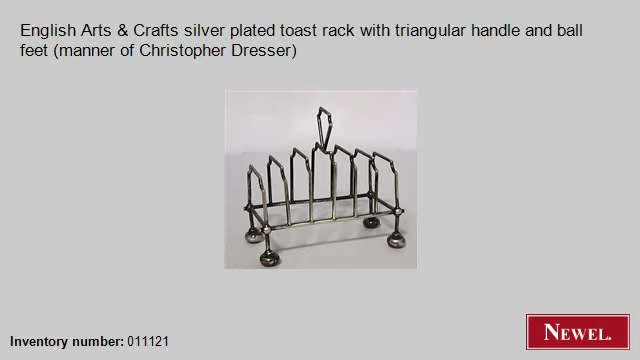 English Arts & Crafts silver plated toast rack with triangular handle and ball
feet (manner of Christopher Dresser)
Inventory number: 011121
NEWEL.